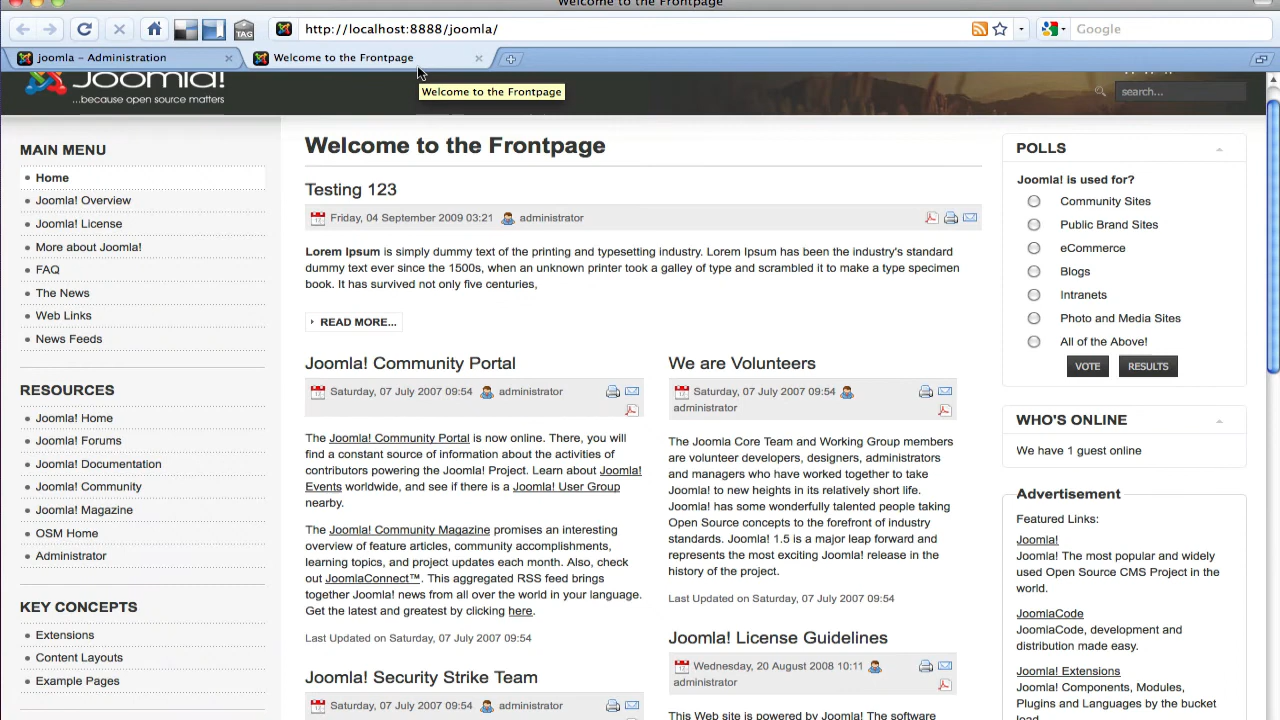 Welcome to the Frontpage
TAG
http://localhost:8888/joomla/
Google
joomla – Administration
Welcome to the Frontpage
Welcome to the Frontpage
Joomla!
...because open source matters
search...
MAIN MENU
Home
Joomla! Overview
Joomla! License
More about Joomla!
FAQ
The News
Web Links
News Feeds
RESOURCES
Joomla! Home
Joomla! Forums
Joomla! Documentation
Joomla! Community
Joomla! Magazine
OSM Home
Administrator
KEY CONCEPTS
Extensions
Content Layouts
Example Pages
Welcome to the Frontpage
Testing 123
Friday, 04 September 2009 03:21 administrator
Lorem Ipsum is simply dummy text of the printing and typesetting industry. Lorem Ipsum has been the industry's standard
dummy text ever since the 1500s, when an unknown printer took a galley of type and scrambled it to make a type specimen
book. It has survived not only five centuries,
READ MORE...
Joomla! Community Portal
Saturday, 07 July 2007 09:54 administrator
The Joomla! Community Portal is now online. There, you will
find a constant source of information about the activities of
contributors powering the Joomla! Project. Learn about Joomla!
Events worldwide, and see if there is a Joomla! User Group
nearby.
The Joomla! Community Magazine promises an interesting
overview of feature articles, community accomplishments,
learning topics, and project updates each month. Also, check
out JoomlaConnect™. This aggregated RSS feed brings
together Joomla! news from all over the world in your language.
Get the latest and greatest by clicking here.
Last Updated on Saturday, 07 July 2007 09:54
Joomla! Security Strike Team
Saturday, 07 July 2007 09:54 administrator
We are Volunteers
Saturday, 07 July 2007 09:54
administrator
The Joomla Core Team and Working Group members
are volunteer developers, designers, administrators
and managers who have worked together to take
Joomla! to new heights in its relatively short life.
Joomla! has some wonderfully talented people taking
Open Source concepts to the forefront of industry
standards. Joomla! 1.5 is a major leap forward and
represents the most exciting Joomla! release in the
history of the project.
Last Updated on Saturday, 07 July 2007 09:54
Joomla! License Guidelines
Wednesday, 20 August 2008 10:11
administrator
This Web site is powered by Joomla! The software
POLLS
Joomla! is used for?
Community Sites
Public Brand Sites
eCommerce
Blogs
Intranets
Photo and Media Sites
All of the Above!
VOTE RESULTS
WHO'S ONLINE
We have 1 guest online
Advertisement
Featured Links:
Joomla!
Joomla! The most popular and widely
used Open Source CMS Project in the
world.
JoomlaCode
JoomlaCode, development and
distribution made easy.
Joomla! Extensions
Joomla! Components, Modules,
Plugins and Languages by the bucket
load.